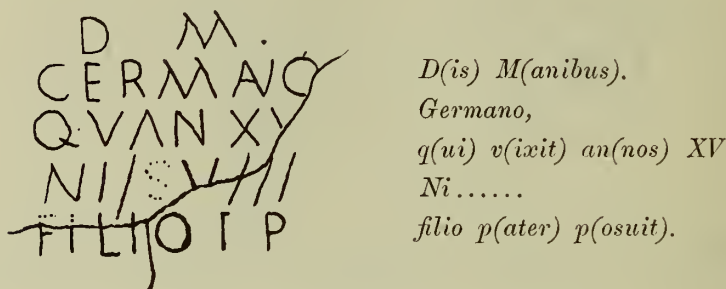 D M .
CERMANO
QVAN XV
NI
FILIO I P
D(is) M(anibus).
Germano,
q(ui) v(ixit) an(nos) XV
Ni......
filio p(ater) p(osuit).